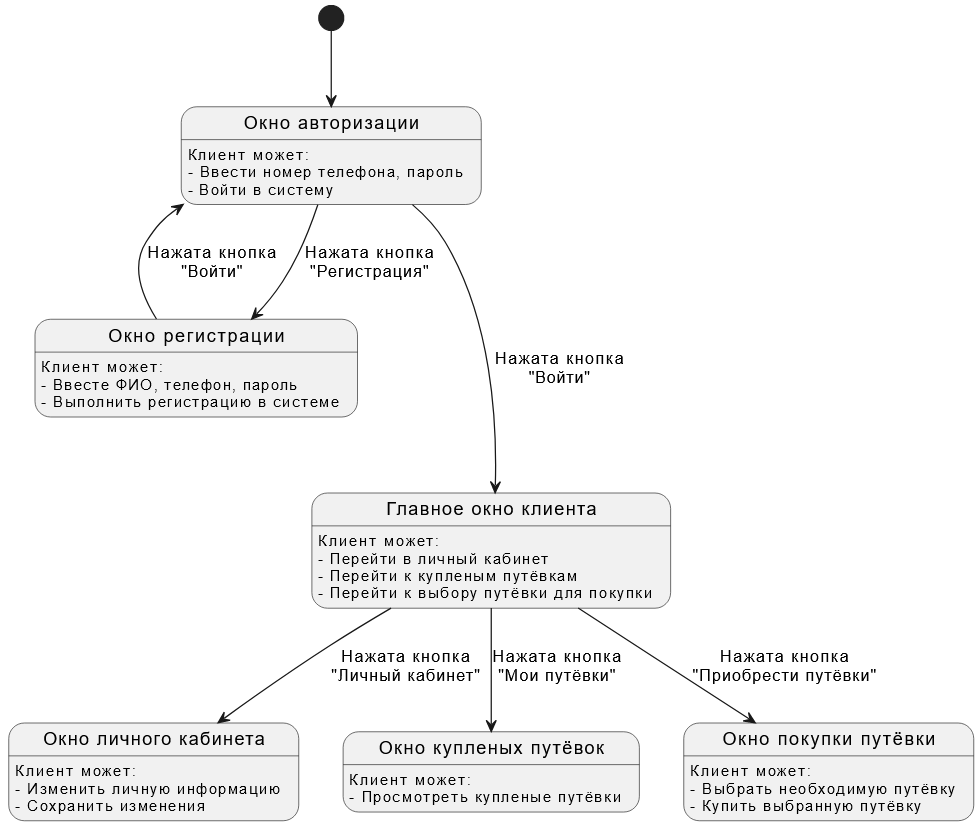 Окно авторизации
Клиент может:
- Ввести номер телефона, пароль
- Войти в систему
Нажата кнопка
"Войти"
Нажата кнопка
"Регистрация"
Окно регистрации
Клиент может:
- Ввесте ФИО, телефон, пароль
- Выполнить регистрацию в системе
Нажата кнопка
"Войти"
Главное окно клиента
Клиент может:
- Перейти в личный кабинет
- Перейти к купленым путёвкам
- Перейти к выбору путёвки для покупки
Нажата кнопка
"Личный кабинет"
Нажата кнопка
"Мои путёвки"
Нажата кнопка
"Приобрести путёвки"
Окно личного кабинета
Клиент может:
- Изменить личную информацию
- Сохранить изменения
Окно купленых путёвок
Клиент может:
- Просмотреть купленые путёвки
Окно покупки путёвки
Клиент может:
- Выбрать необходимую путёвку
- Купить выбранную путёвку